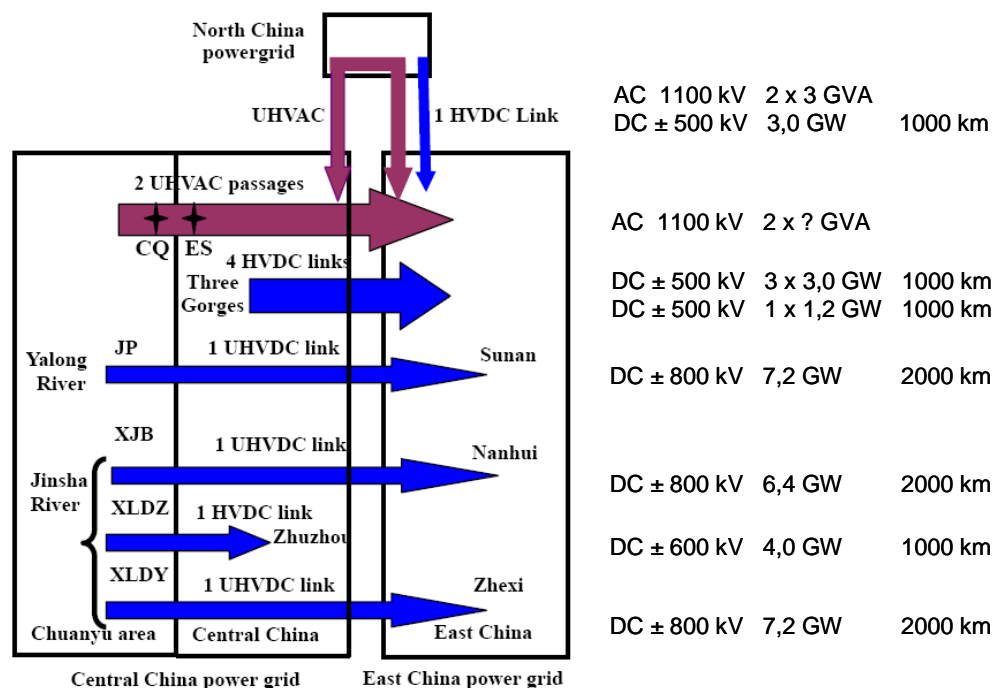 North China
powergrid
UHVAC
1 HVDC Link
AC 1100 kV 2 x 3 GVA
DC ± 500 kV 3,0 GW 1000 km
2 UHVAC passages
CQ ES
AC 1100 kV 2 x ? GVA
4 HVDC links
Three
Gorges
DC ± 500 kV 3 x 3,0 GW 1000 km
DC ± 500 kV 1 x 1,2 GW 1000 km
Yalong
River
JP
1 UHVDC link
Sunan
DC ± 800 kV 7,2 GW 2000 km
XJB
1 UHVDC link
Nanhui
DC ± 800 kV 6,4 GW 2000 km
Jinsha
River
XLDZ
1 HVDC link
Zhuzhou
DC ± 600 kV 4,0 GW 1000 km
XLDY
1 UHVDC link
Zhexi
DC ± 800 kV 7,2 GW 2000 km
Chuanyu area
Central China
East China
Central China power grid
East China power grid